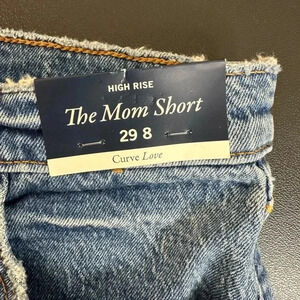 HIGH RISE
The Mom Short
29 8
Curve Love